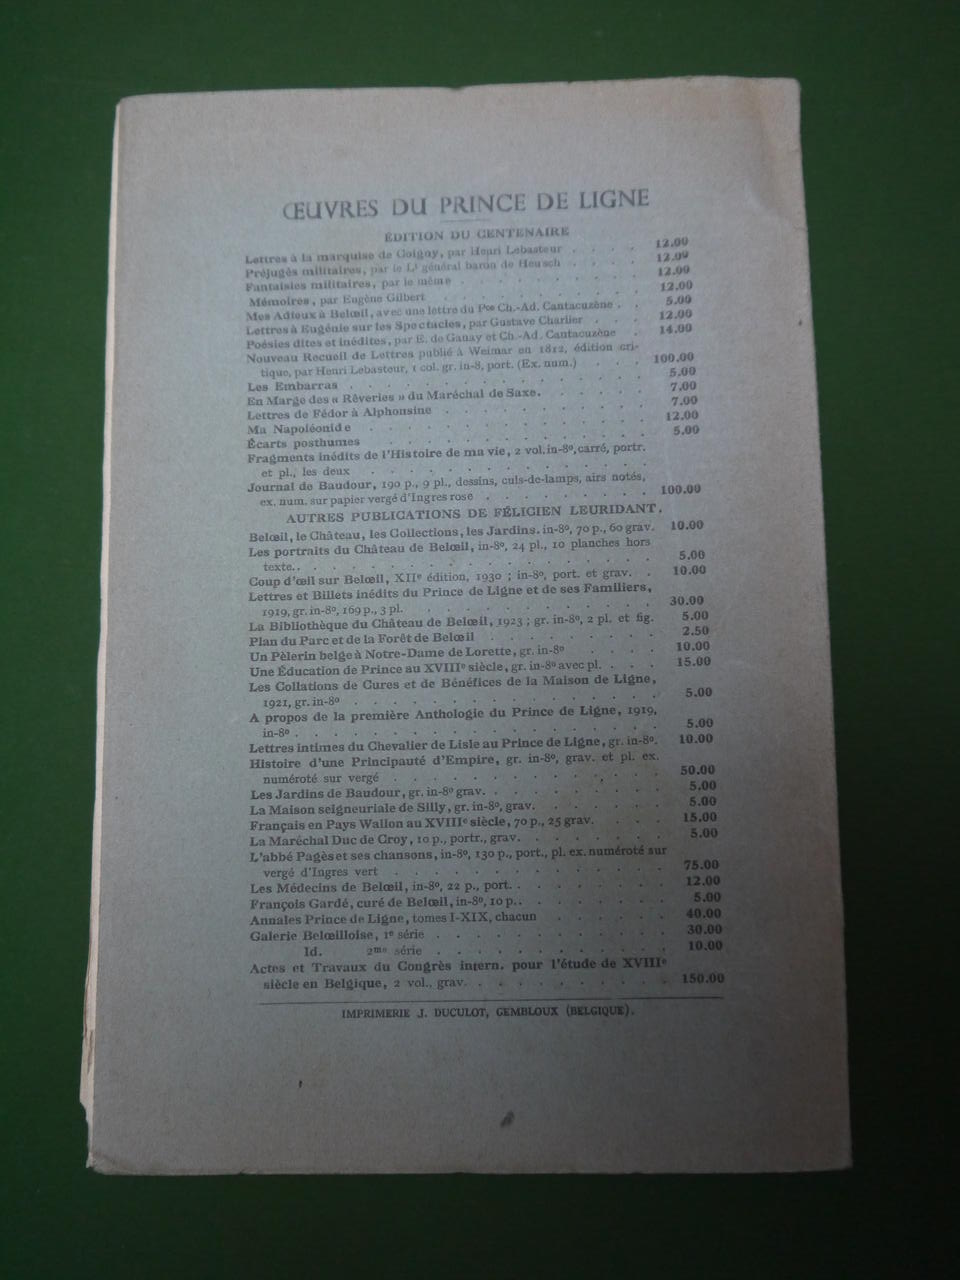 ŒUVRES DU PRINCE DE LIGNE
ÉDITION DU CENTENAIRE
Lettres à la marquise de Coigny, par Henri Lebasteur . . . . 12.00
Préjugés militaires, par le Lt général baron de Heusch . . . . 12.00
Fantaisies militaires, par le même . . . . 12.00
Mémoires, par Eugène Gilbert . . . . 12.00
Mes Adieux à Belœil, avec une lettre du Pce Ch.-Ad. Cantacuzène . . 5.00
Lettres à Eugénie sur les Spectacles, par Gustave Charlier . . . 12.00
Poésies dites et inédites, par E. de Ganay et Ch.-Ad. Cantacuzène . 14.00
Nouveau Recueil de Lettres publié à Weimar en 1812, édition cri-
tique, par Henri Lebasteur, 1 col. gr. in-8, port. (Ex. num.) . . . 100.00
Les Embarras . . . . 5.00
En Marge des « Rêveries » du Maréchal de Saxe. . . . . 7.00
Lettres de Fédor à Alphonsine . . . . 7.00
Ma Napoléonide . . . . 12.00
Écarts posthumes . . . . 5.00
Fragments inédits de l'Histoire de ma vie, 2 vol. in-8º, carré, portr.
et pl., les deux . . . .
Journal de Baudour, 190 p., 9 pl., dessins, culs-de-lamps, airs notés,
ex. num. sur papier vergé d'Ingres rose . . . . 100.00
AUTRES PUBLICATIONS DE FÉLICIEN LEURIDANT.
Belœil, le Château, les Collections, les Jardins. in-8º, 70 p., 60 grav. 10.00
Les portraits du Château de Belœil, in-8º, 24 pl., 10 planches hors
texte. . . . . 5.00
Coup d'œil sur Belœil, XIIe édition, 1930 ; in-8º, port. et grav. . . 10.00
Lettres et Billets inédits du Prince de Ligne et de ses Familiers,
1919, gr. in-8º, 169 p., 3 pl. . . . . 30.00
La Bibliothèque du Château de Belœil, 1923 ; gr. in-8º, 2 pl. et fig. 5.00
Plan du Parc et de la Forêt de Belœil . . . . 2.50
Un Pèlerin belge à Notre-Dame de Lorette, gr. in-8º . . . . 10.00
Une Éducation de Prince au XVIIIe siècle, gr. in-8º avec pl. . . . 15.00
Les Collations de Cures et de Bénéfices de la Maison de Ligne,
1921, gr. in-8º . . . . 5.00
A propos de la première Anthologie du Prince de Ligne, 1919,
in-8º . . . . 5.00
Lettres intimes du Chevalier de Lisle au Prince de Ligne, gr. in-8º. 10.00
Histoire d'une Principauté d'Empire, gr. in-8º, grav. et pl. ex.
numéroté sur vergé . . . . 50.00
Les Jardins de Baudour, gr. in-8º grav. . . . . 5.00
La Maison seigneuriale de Silly, gr. in-8º, grav. . . . . 5.00
Français en Pays Wallon au XVIIIe siècle, 70 p., 25 grav. . . . 15.00
La Maréchal Duc de Croy, 10 p., portr., grav. . . . . 5.00
L'abbé Pagès et ses chansons, in-8º, 130 p., port., pl. ex. numéroté sur
vergé d'Ingres vert . . . . 75.00
Les Médecins de Belœil, in-8º, 22 p., port. . . . . 12.00
François Gardé, curé de Belœil, in-8º, 10 p. . . . . 5.00
Annales Prince de Ligne, tomes I-XIX, chacun . . . . 40.00
Galerie Belœilloise, 1e série . . . . 30.00
Id. 2me série . . . . 10.00
Actes et Travaux du Congrès intern. pour l'étude de XVIIIe
siècle en Belgique, 2 vol., grav. . . . . 150.00
IMPRIMERIE J. DUCULOT, GEMBLOUX (BELGIQUE).